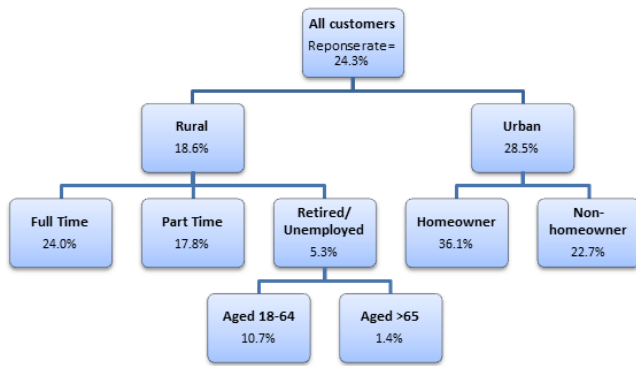 All customers
Reponserate=
24.3%
Rural
18.6%
Urban
28.5%
Full Time
24.0%
Part Time
17.8%
Retired/
Unemployed
5.3%
Homeowner
36.1%
Non-
homeowner
22.7%
Aged 18-64
10.7%
Aged >65
1.4%